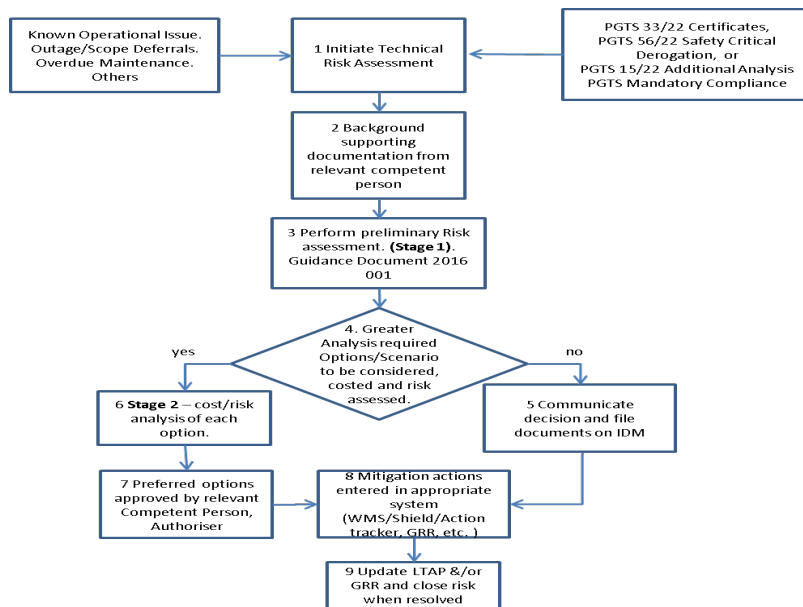 Known Operational Issue.
Outage/Scope Deferrals.
Overdue Maintenance.
Others
1 Initiate Technical
Risk Assessment
PGTS 33/22 Certificates,
PGTS 56/22 Safety Critical
Derogation, or
PGTS 15/22 Additional Analysis
PGTS Mandatory Compliance
2 Background
supporting
documentation from
relevant competent
person
3 Perform preliminary Risk
assessment. (Stage 1).
Guidance Document 2016
001
4. Greater
Analysis required
Options/Scenario
to be considered,
costed and risk
assessed.
yes
no
6 Stage 2 – cost/risk
analysis of each
option.
5 Communicate
decision and file
documents on IDM
7 Preferred options
approved by relevant
Competent Person,
Authoriser
8 Mitigation actions
entered in appropriate
system
(WMS/Shield/Action
tracker, GRR, etc. )
9 Update LTAP &/or
GRR and close risk
when resolved